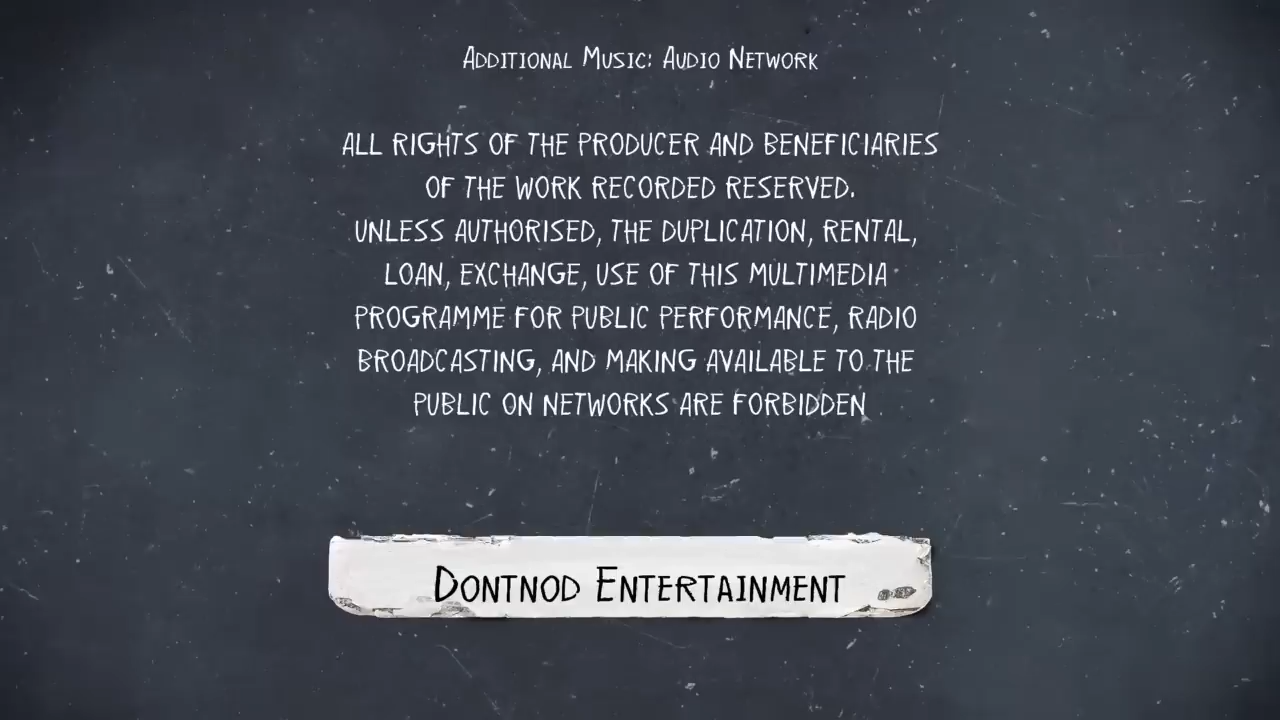 Additional Music: Audio Network
ALL RIGHTS OF THE PRODUCER AND BENEFICIARIES
OF THE WORK RECORDED RESERVED.
UNLESS AUTHORISED, THE DUPLICATION, RENTAL,
LOAN, EXCHANGE, USE OF THIS MULTIMEDIA
PROGRAMME FOR PUBLIC PERFORMANCE, RADIO
BROADCASTING, AND MAKING AVAILABLE TO THE
PUBLIC ON NETWORKS ARE FORBIDDEN
Dontnod Entertainment